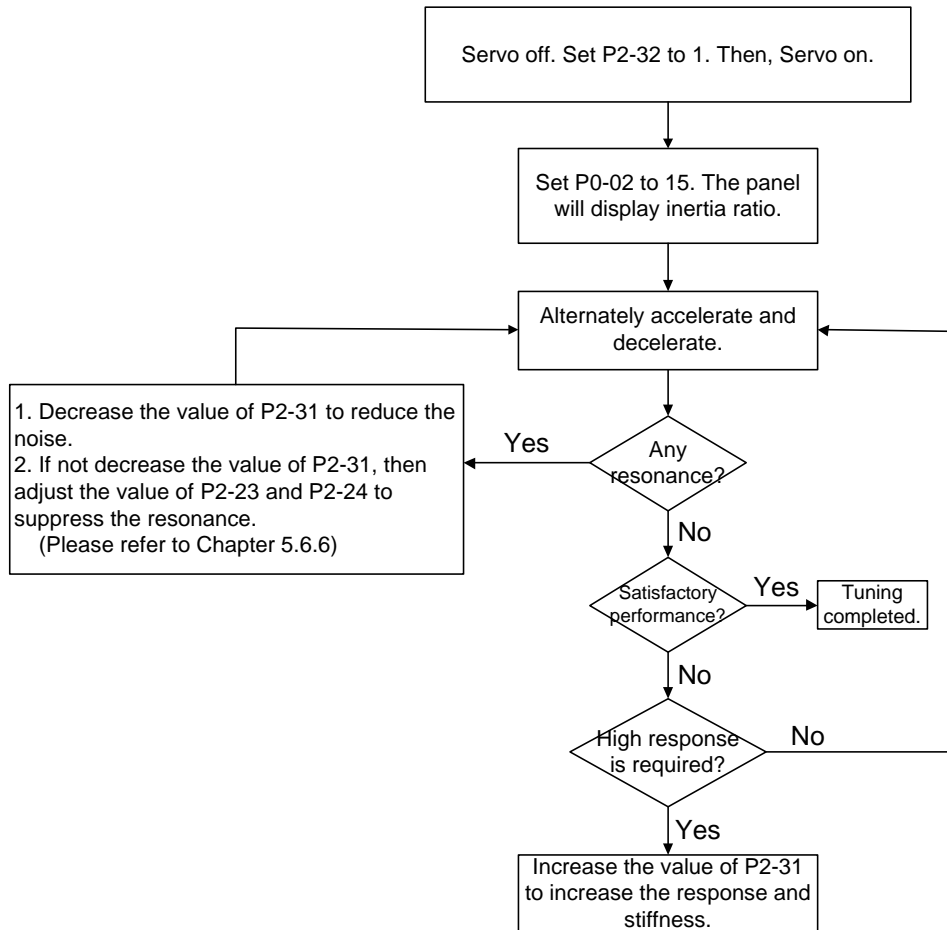 Servo off. Set P2-32 to 1. Then, Servo on.
Set P0-02 to 15. The panel
will display inertia ratio.
Alternately accelerate and
decelerate.
1. Decrease the value of P2-31 to reduce the
noise.
2. If not decrease the value of P2-31, then
adjust the value of P2-23 and P2-24 to
suppress the resonance.
(Please refer to Chapter 5.6.6)
Yes
Any
resonance?
No
Satisfactory
performance?
Yes
Tuning
completed.
No
High response
is required?
No
Yes
Increase the value of P2-31
to increase the response and
stiffness.